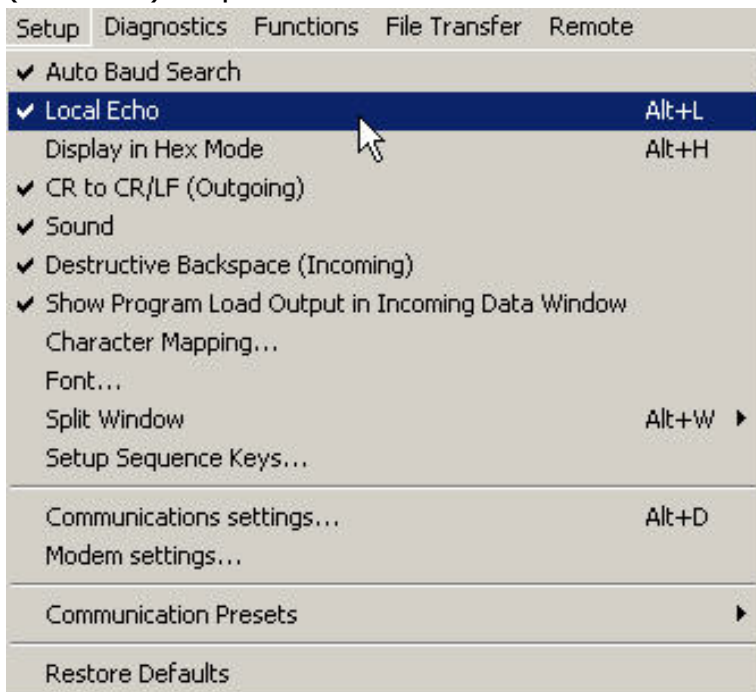 Setup Diagnostics Functions File Transfer Remote
Auto Baud Search
Local Echo Alt+L
Display in Hex Mode Alt+H
CR to CR/LF (Outgoing)
Sound
Destructive Backspace (Incoming)
Show Program Load Output in Incoming Data Window
Character Mapping...
Font...
Split Window Alt+W
Setup Sequence Keys...
Communications settings... Alt+D
Modem settings...
Communication Presets
Restore Defaults